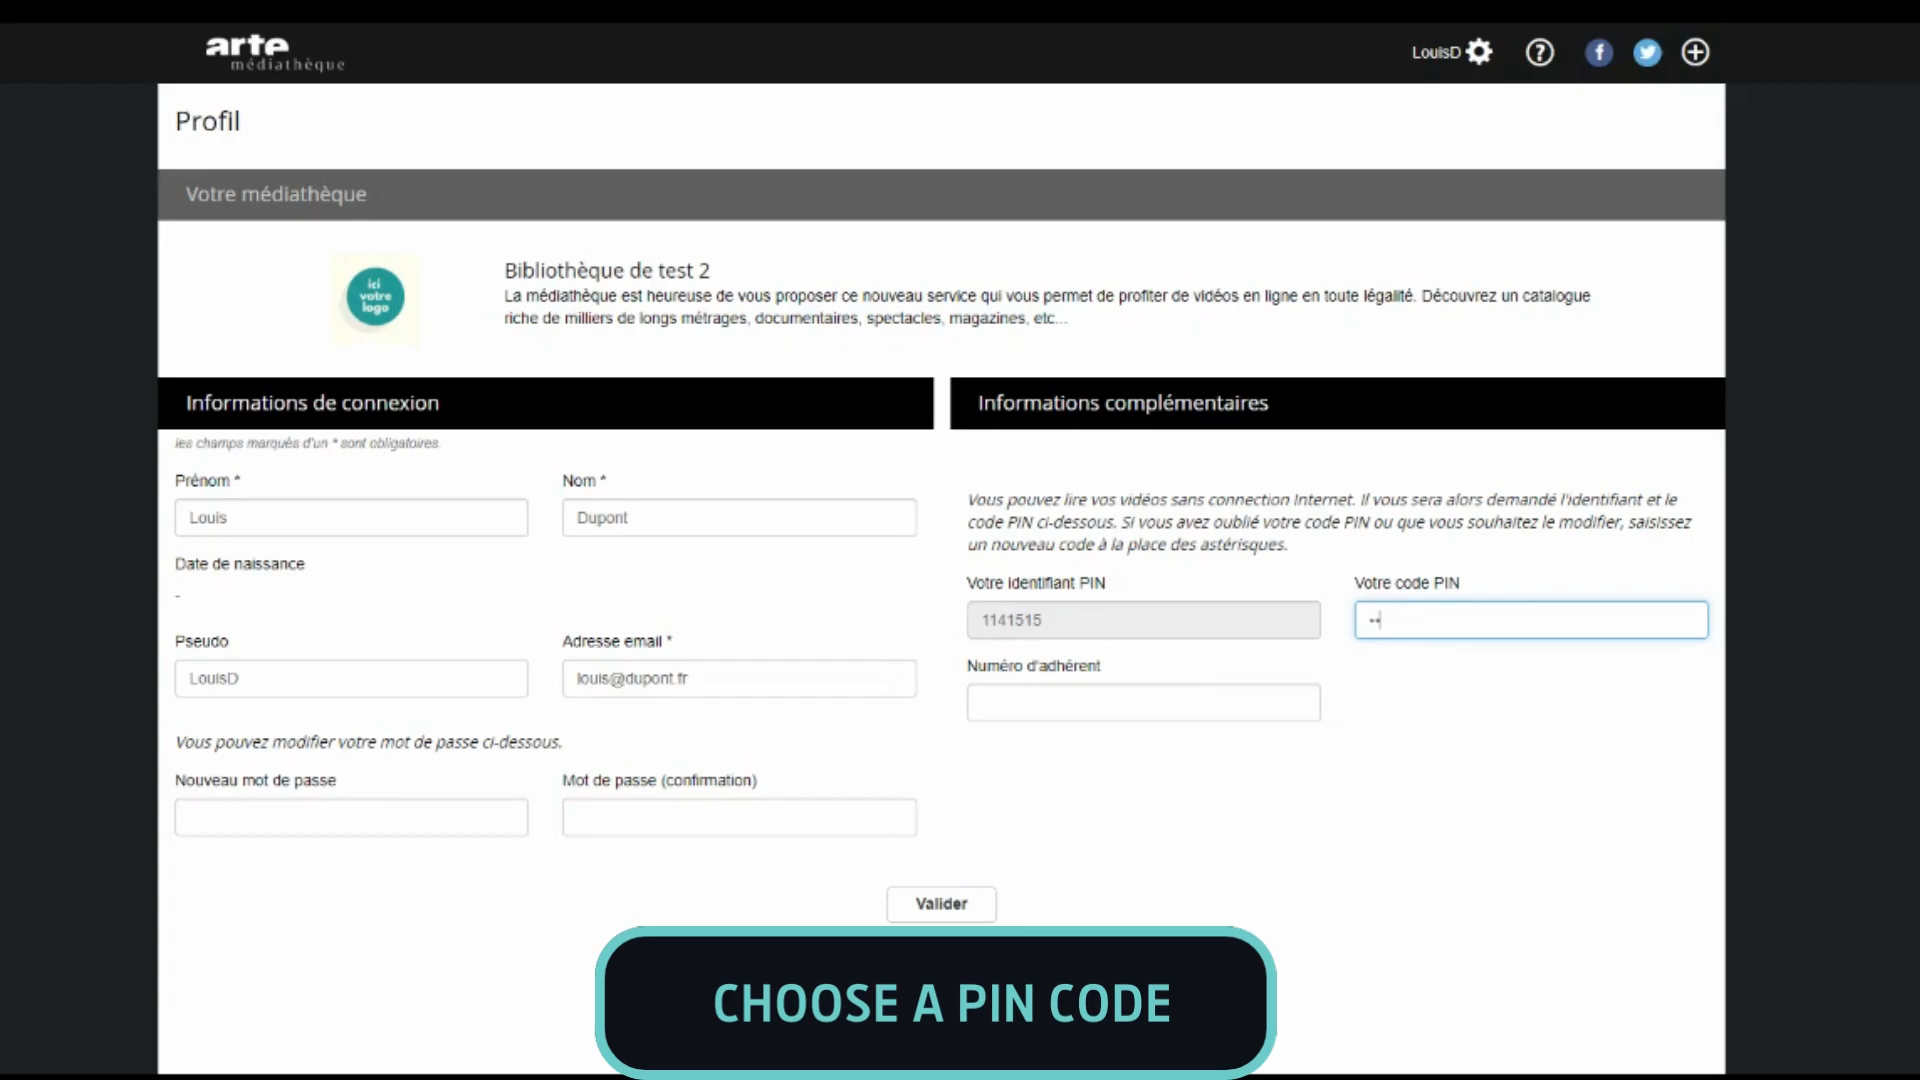 arte
médiathèque
LouisD
Profil
Votre médiathèque
ici
votre
logo
Bibliothèque de test 2
La médiathèque est heureuse de vous proposer ce nouveau service qui vous permet de profiter de vidéos en ligne en toute légalité. Découvrez un catalogue
riche de milliers de longs métrages, documentaires, spectacles, magazines, etc...
Informations de connexion
Informations complémentaires
les champs marqués d'un * sont obligatoires.
Prénom *
Nom *
Louis
Dupont
Date de naissance
-
Pseudo
Adresse email *
LouisD
louis@dupont.fr
Vous pouvez modifier votre mot de passe ci-dessous.
Nouveau mot de passe
Mot de passe (confirmation)
Vous pouvez lire vos vidéos sans connection Internet. Il vous sera alors demandé l'identifiant et le
code PIN ci-dessous. Si vous avez oublié votre code PIN ou que vous souhaitez le modifier, saisissez
un nouveau code à la place des astérisques.
Votre identifiant PIN
Votre code PIN
1141515
••
Numéro d'adhérent
Valider
CHOOSE A PIN CODE